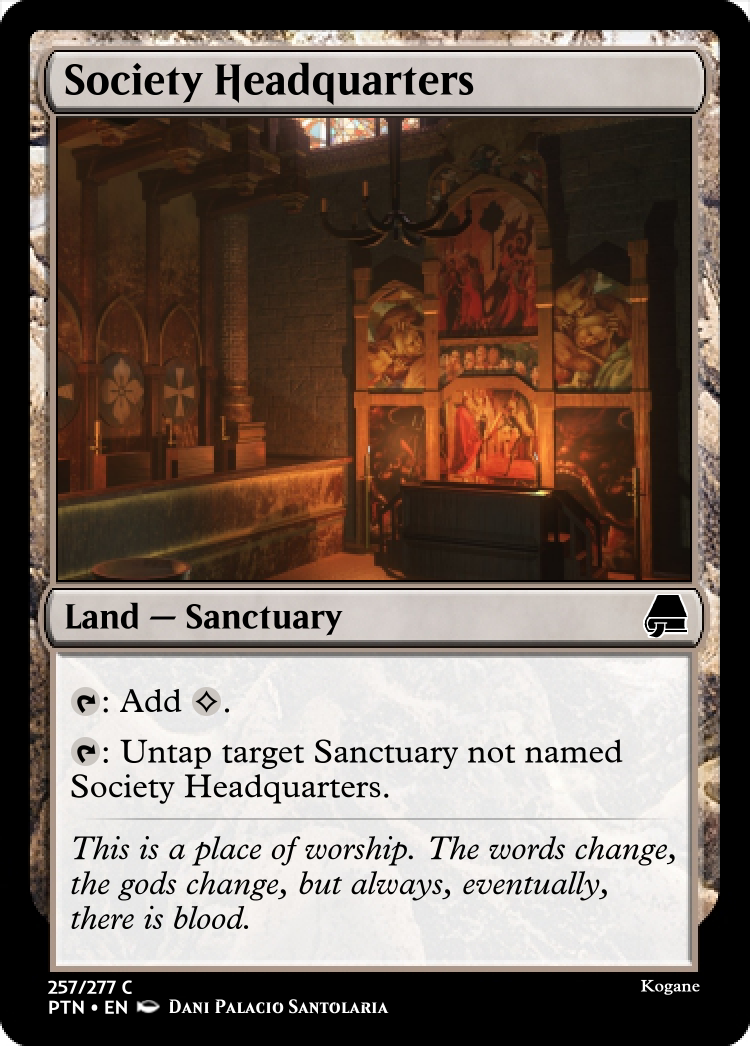 Society Headquarters
Land — Sanctuary
: Add .
: Untap target Sanctuary not named
Society Headquarters.
This is a place of worship. The words change,
the gods change, but always, eventually,
there is blood.
257/277 C
Kogane
PTN • EN DANI PALACIO SANTOLARIA